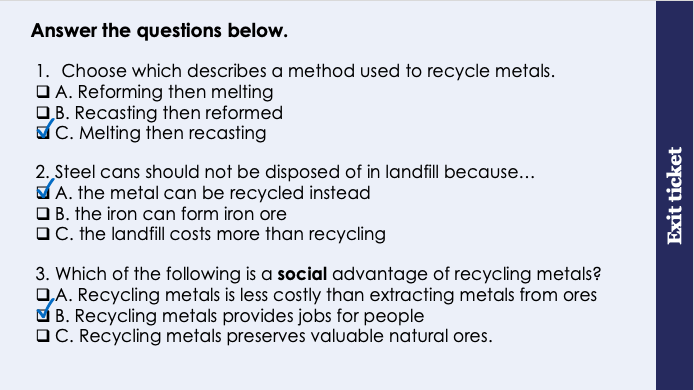 Answer the questions below.
1. Choose which describes a method used to recycle metals.
A. Reforming then melting
B. Recasting then reformed
C. Melting then recasting
2. Steel cans should not be disposed of in landfill because...
A. the metal can be recycled instead
B. the iron can form iron ore
C. the landfill costs more than recycling
3. Which of the following is a social advantage of recycling metals?
A. Recycling metals is less costly than extracting metals from ores
B. Recycling metals provides jobs for people
C. Recycling metals preserves valuable natural ores.
Exit ticket